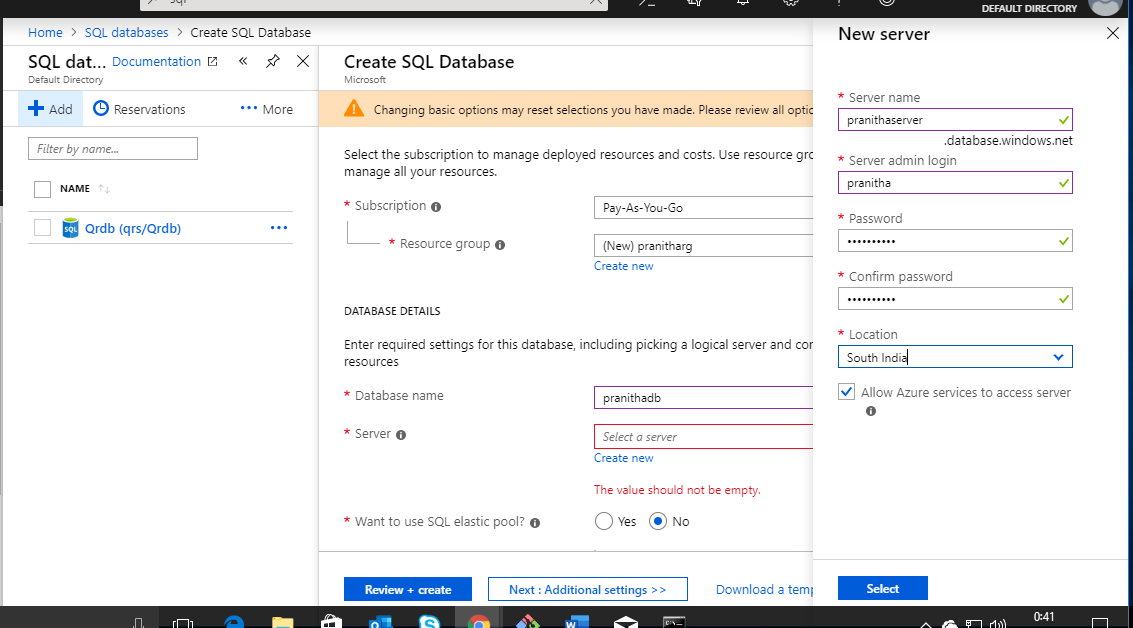 sql
DEFAULT DIRECTORY
Home > SQL databases > Create SQL Database
SQL dat... Documentation
Default Directory
Add Reservations ··· More
Filter by name...
NAME
Qrdb (qrs/Qrdb) ···
Create SQL Database
Microsoft
Changing basic options may reset selections you have made. Please review all optio
Select the subscription to manage deployed resources and costs. Use resource gro
manage all your resources.
* Subscription
Pay-As-You-Go
* Resource group
(New) pranitharg
Create new
DATABASE DETAILS
Enter required settings for this database, including picking a logical server and cor
resources
* Database name
pranithadb
* Server
Select a server
Create new
The value should not be empty.
* Want to use SQL elastic pool?
Yes No
Review + create
Next : Additional settings >>
Download a temp
New server
* Server name
pranithaserver
.database.windows.net
* Server admin login
pranitha
* Password
••••••••••
* Confirm password
••••••••••
* Location
South India
Allow Azure services to access server
Select
0:41